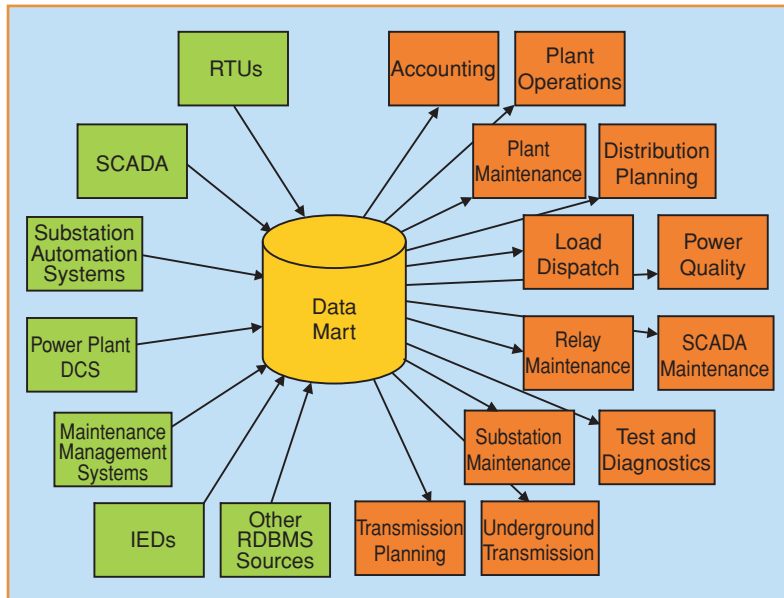 RTUs
Accounting
Plant
Operations
SCADA
Plant
Maintenance
Distribution
Planning
Substation
Automation
Systems
Load
Dispatch
Power
Quality
Data
Mart
Power Plant
DCS
Relay
Maintenance
SCADA
Maintenance
Maintenance
Management
Systems
Substation
Maintenance
Test and
Diagnostics
IEDs
Other
RDBMS
Sources
Transmission
Planning
Underground
Transmission